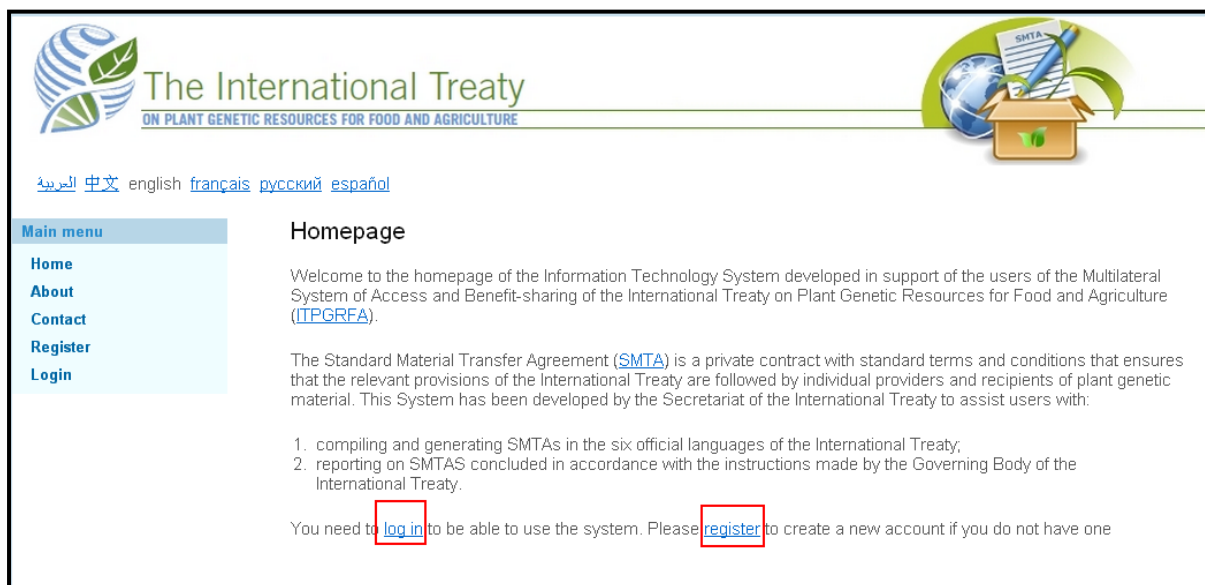 The International Treaty
ON PLANT GENETIC RESOURCES FOR FOOD AND AGRICULTURE
SMTA
العربية 中文 english français русский español
Main menu
Home
About
Contact
Register
Login
Homepage
Welcome to the homepage of the Information Technology System developed in support of the users of the Multilateral
System of Access and Benefit-sharing of the International Treaty on Plant Genetic Resources for Food and Agriculture
(ITPGRFA).
The Standard Material Transfer Agreement (SMTA) is a private contract with standard terms and conditions that ensures
that the relevant provisions of the International Treaty are followed by individual providers and recipients of plant genetic
material. This System has been developed by the Secretariat of the International Treaty to assist users with:
1. compiling and generating SMTAs in the six official languages of the International Treaty;
2. reporting on SMTAS concluded in accordance with the instructions made by the Governing Body of the
International Treaty.
You need to log in to be able to use the system. Please register to create a new account if you do not have one